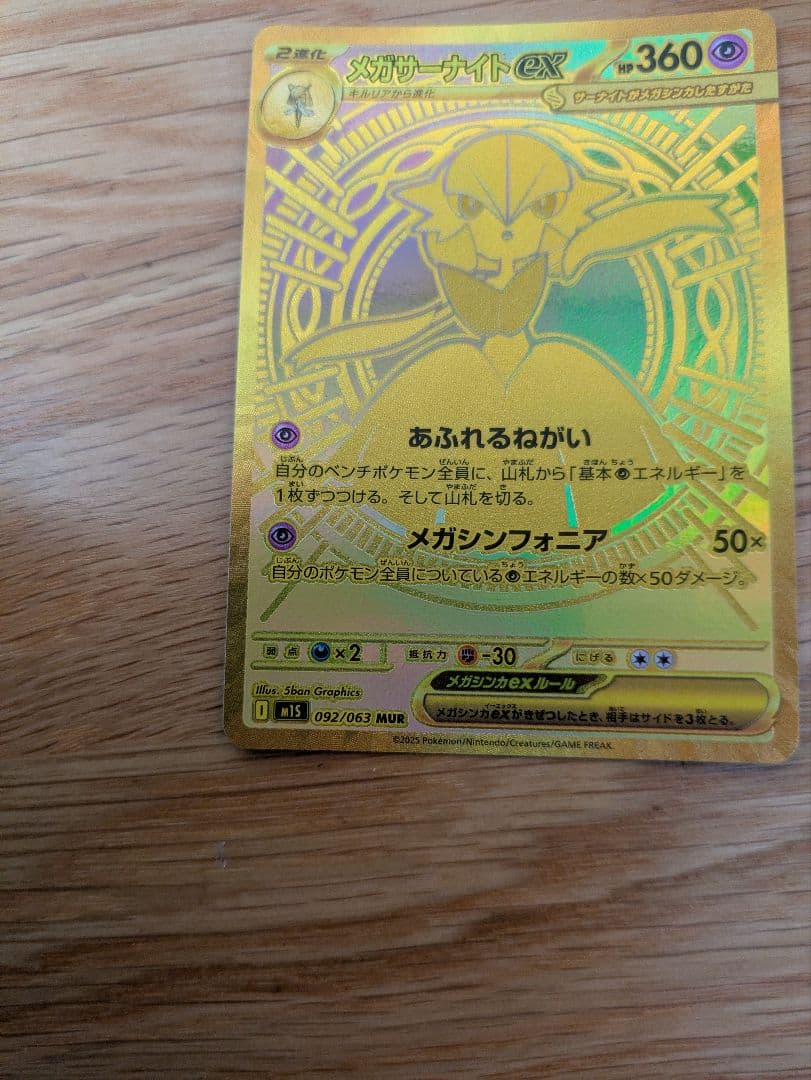 2進化 メガサーナイトex HP360
キルリアから進化 サーナイトがメガシンカしたすがた
あふれるねがい
自分のベンチポケモン全員に、山札から「基本エネルギー」を
1枚ずつつける。そして山札を切る。
メガシンフォニア 50×
自分のポケモン全員についているエネルギーの数×50ダメージ。
弱点 ×2 抵抗力 -30 にげる
メガシンカexルール
Illus. 5ban Graphics
I m1S 092/063 MUR
メガシンカexがきぜつしたとき、相手はサイドを3枚とる。
©2025 Pokémon/Nintendo/Creatures/GAME FREAK.